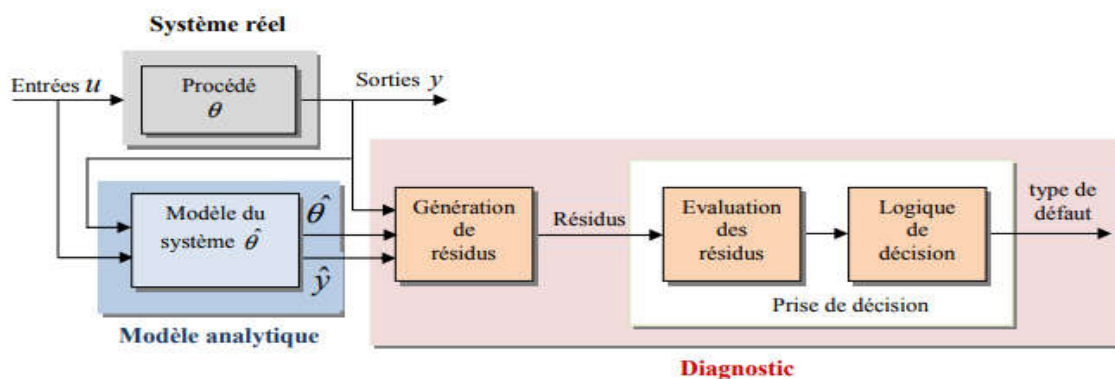 Système réel
Entrées u
Procédé
θ
Sorties y
Modèle du
système θ̂
θ̂
ŷ
Modèle analytique
Génération
de
résidus
Résidus
Evaluation
des
résidus
Logique
de
décision
type de
défaut
Prise de décision
Diagnostic